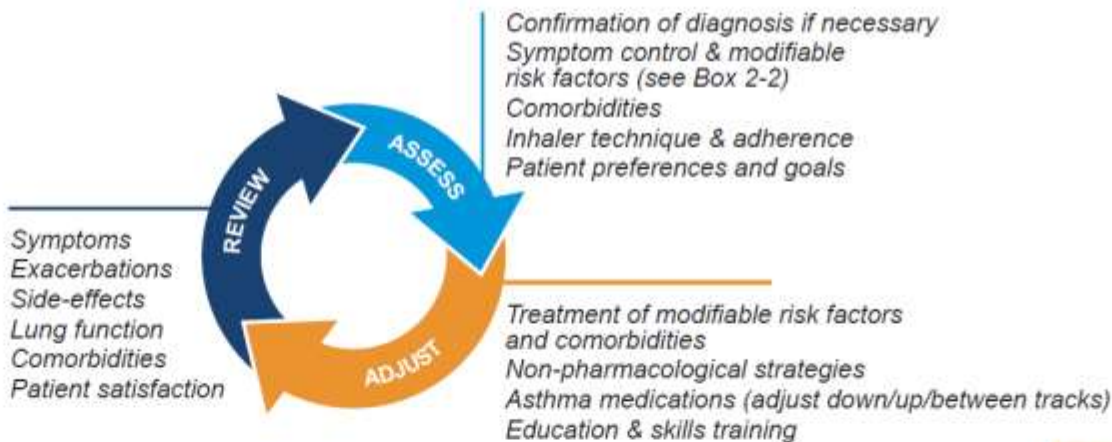 Confirmation of diagnosis if necessary
Symptom control & modifiable
risk factors (see Box 2-2)
Comorbidities
Inhaler technique & adherence
Patient preferences and goals
ASSESS
REVIEW
Symptoms
Exacerbations
Side-effects
Lung function
Comorbidities
Patient satisfaction
ADJUST
Treatment of modifiable risk factors
and comorbidities
Non-pharmacological strategies
Asthma medications (adjust down/up/between tracks)
Education & skills training